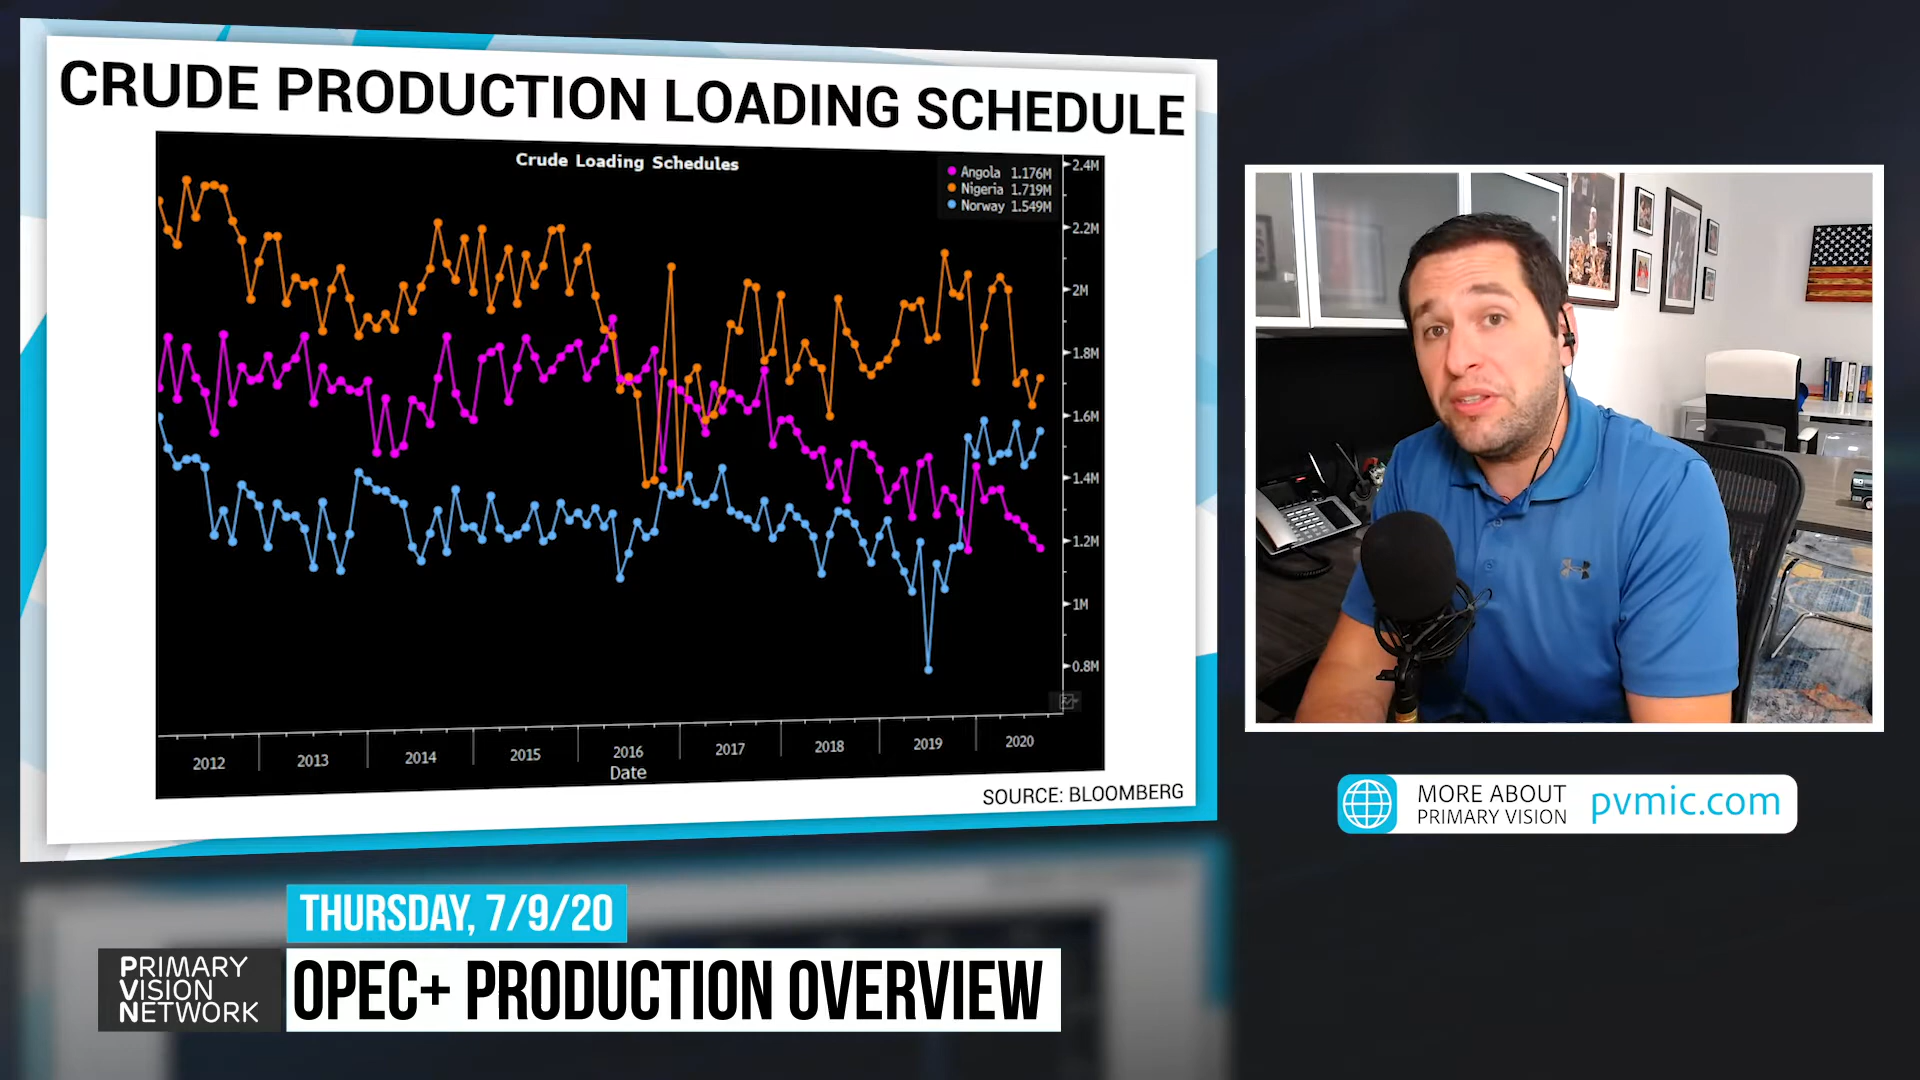 CRUDE PRODUCTION LOADING SCHEDULE
Crude Loading Schedules
Angola 1.176M
Nigeria 1.719M
Norway 1.549M
2.4M
2.2M
2M
1.8M
1.6M
1.4M
1.2M
1M
0.8M
2012 2013 2014 2015 2016 2017 2018 2019 2020
Date
SOURCE: BLOOMBERG
MORE ABOUT
PRIMARY VISION
pvmic.com
THURSDAY, 7/9/20
PRIMARY
VISION
NETWORK
OPEC+ PRODUCTION OVERVIEW